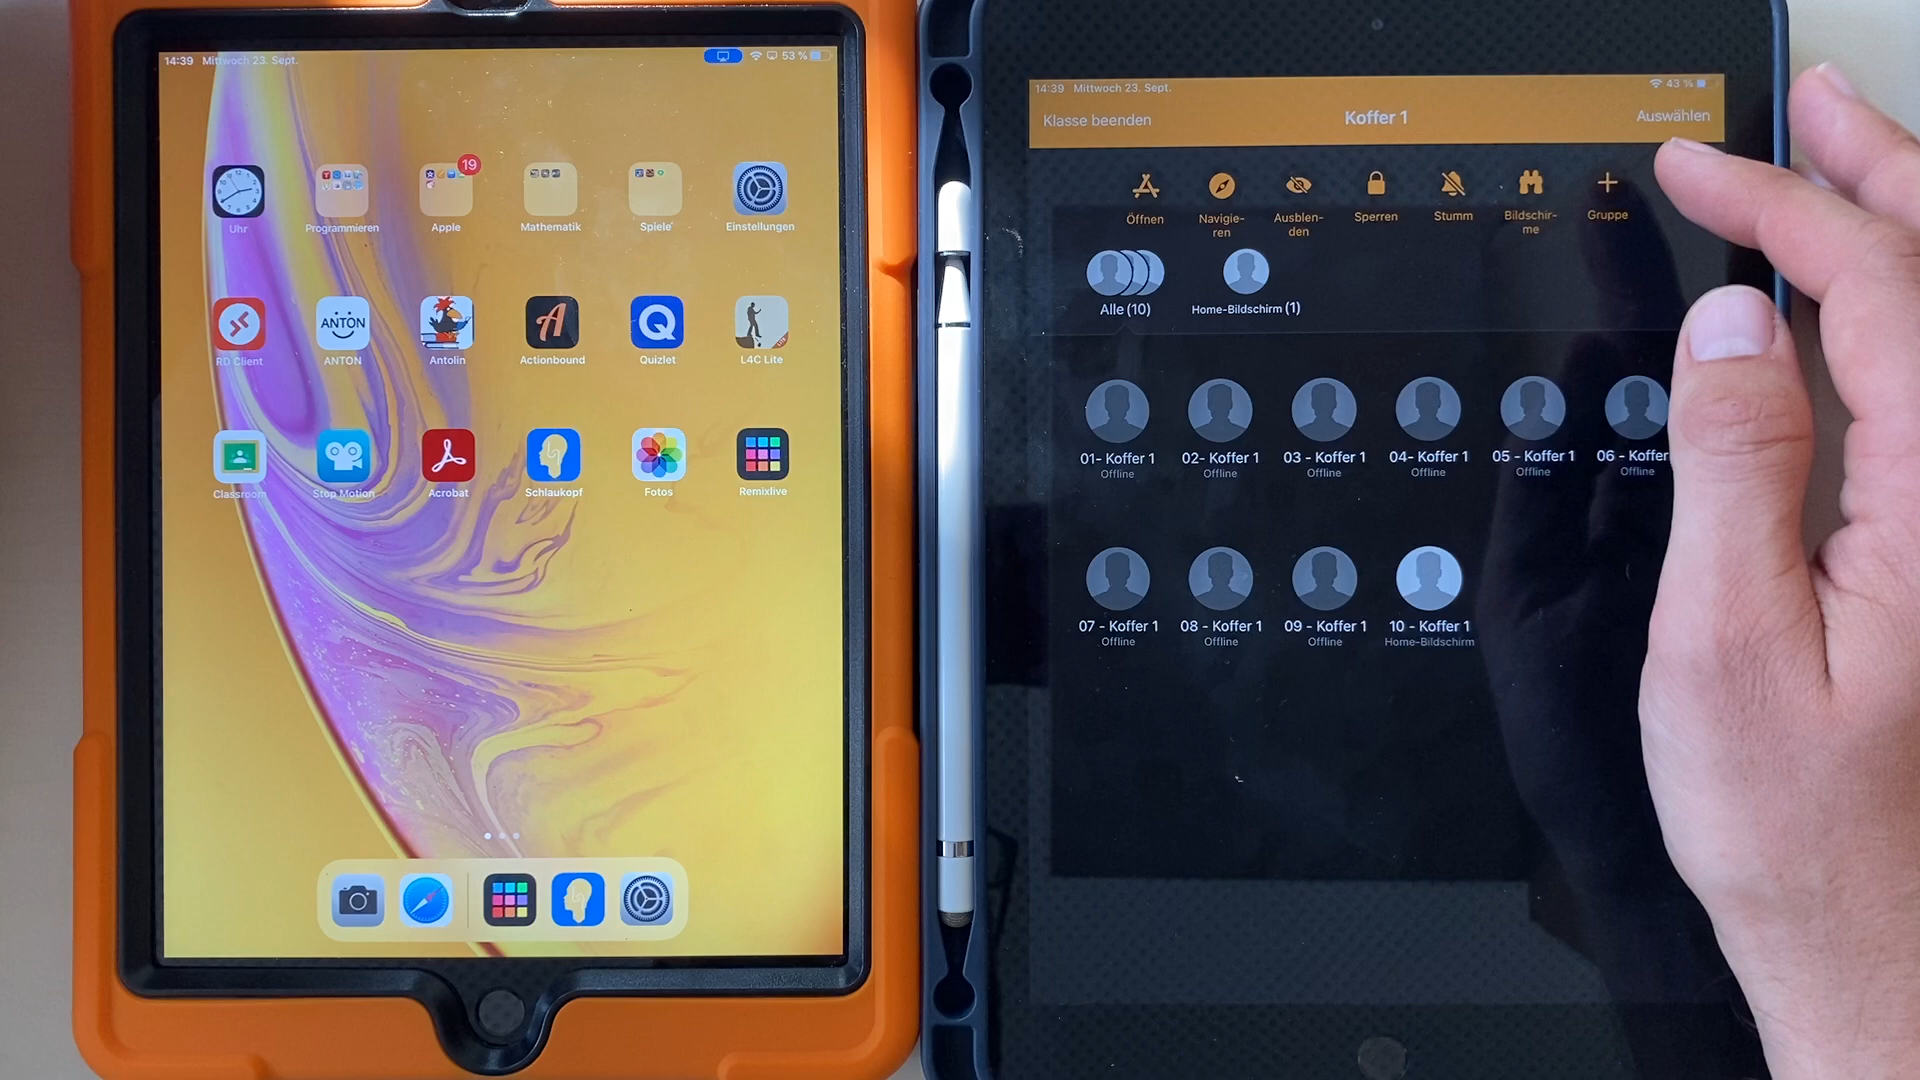 14:39 Mittwoch 23. Sept.
53 %
19
Uhr
Programmieren
Apple
Mathematik
Spiele
Einstellungen
RD Client
ANTON
ANTON
Antolin
Actionbound
Quizlet
L4C Lite
Classroom
Stop Motion
Acrobat
Schlaukopf
Fotos
Remixlive
14:39 Mittwoch 23. Sept.
43 %
Klasse beenden
Koffer 1
Auswählen
Öffnen
Navigie-
ren
Ausblen-
den
Sperren
Stumm
Bildschir-
me
Gruppe
Alle (10)
Home-Bildschirm (1)
01- Koffer 1
Offline
02- Koffer 1
Offline
03 - Koffer 1
Offline
04- Koffer 1
Offline
05 - Koffer 1
Offline
06 - Koffer
Offline
07 - Koffer 1
Offline
08 - Koffer 1
Offline
09 - Koffer 1
Offline
10 - Koffer 1
Home-Bildschirm